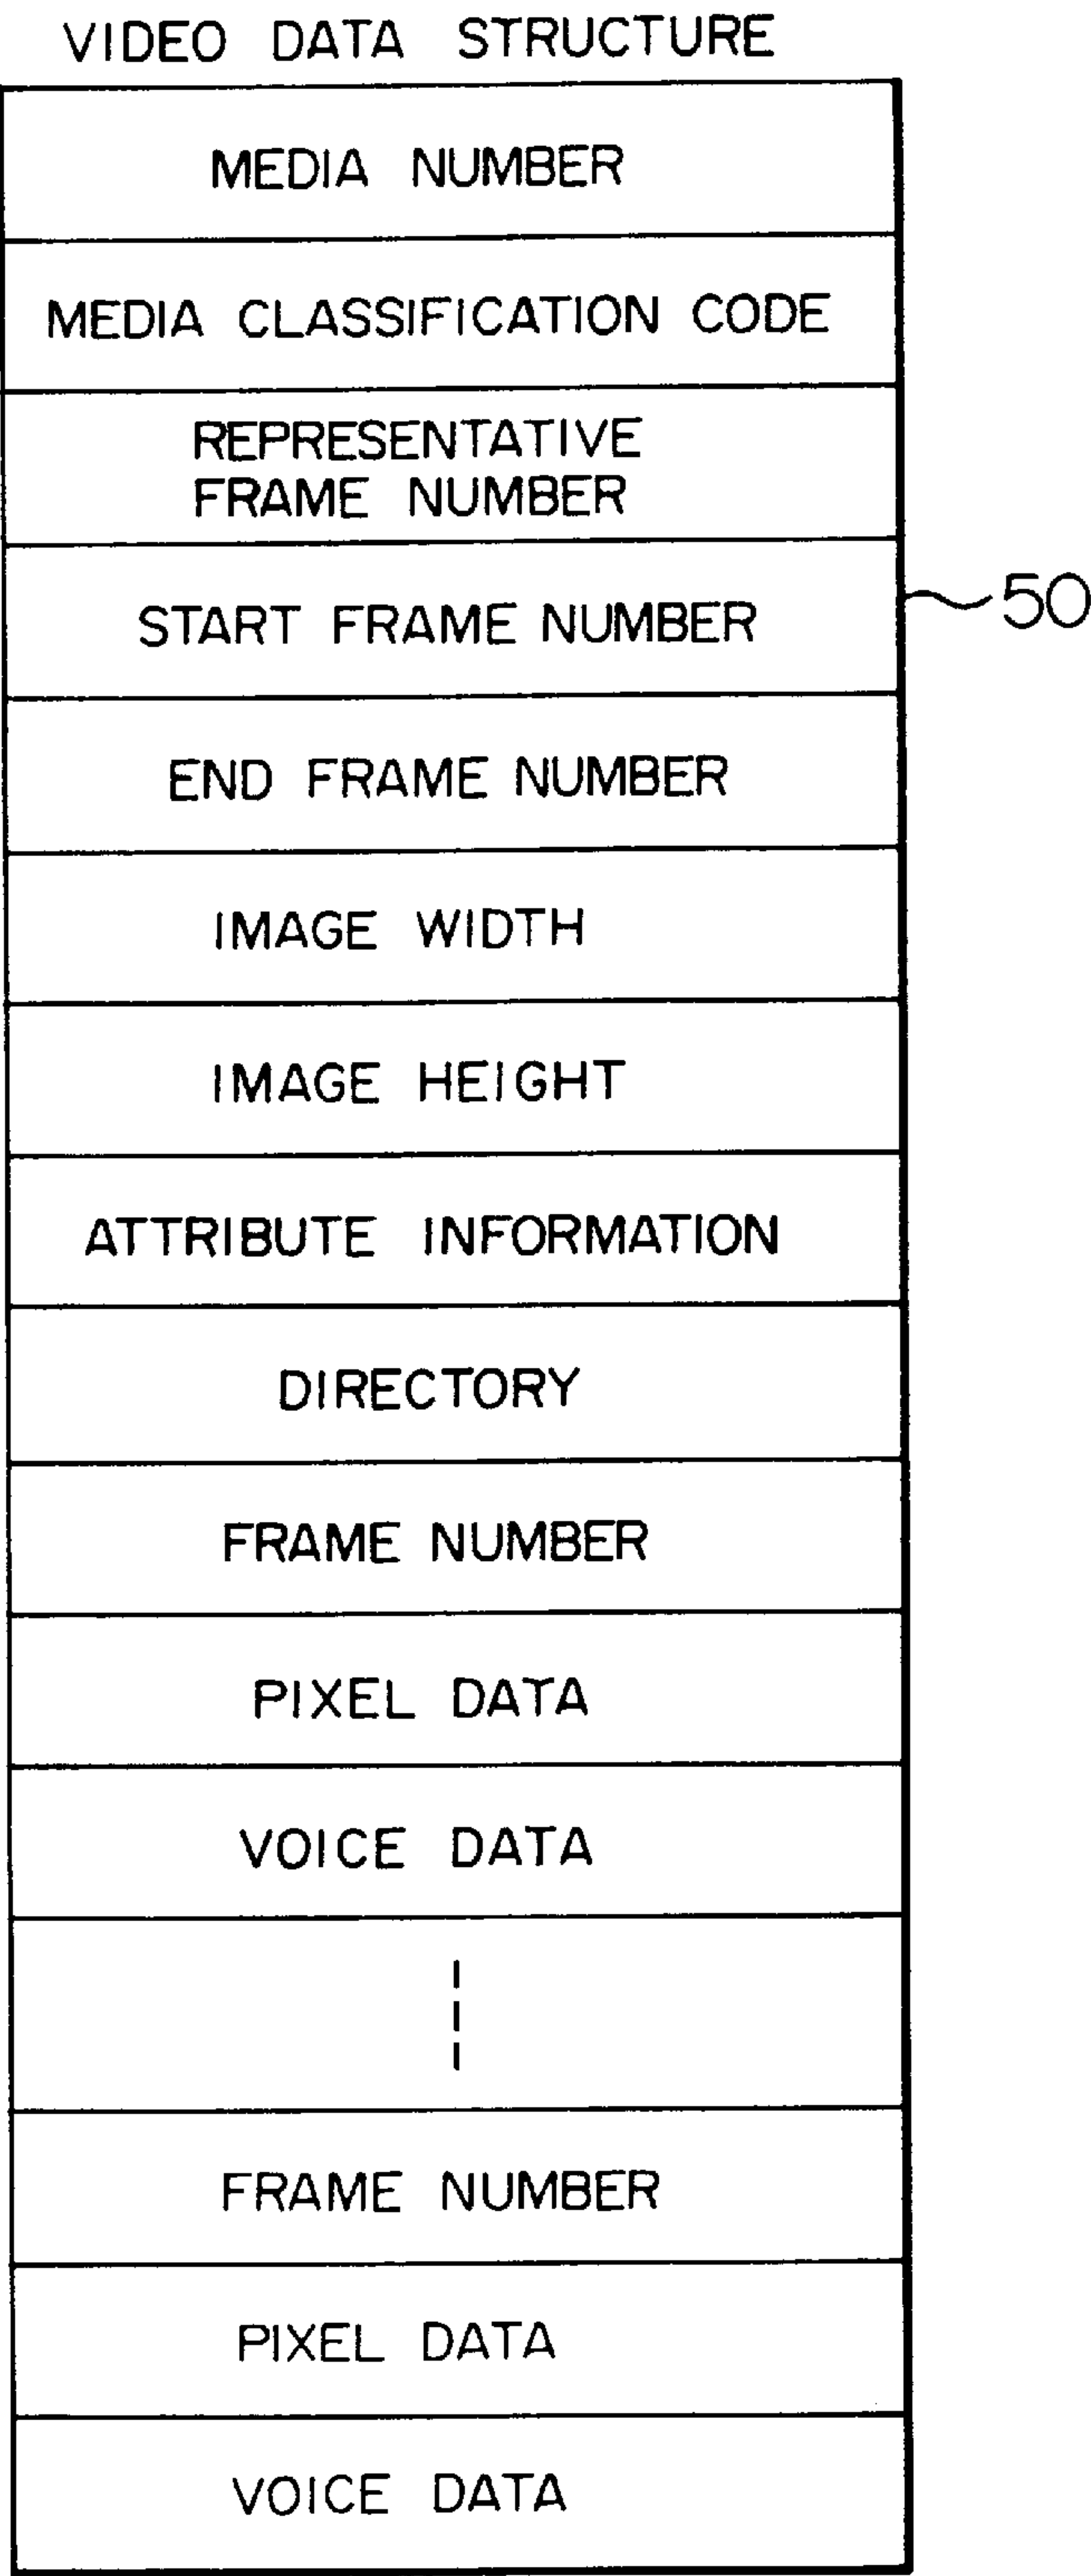 VIDEO DATA STRUCTURE
MEDIA NUMBER
MEDIA CLASSIFICATION CODE
REPRESENTATIVE
FRAME NUMBER
START FRAME NUMBER
50
END FRAME NUMBER
IMAGE WIDTH
IMAGE HEIGHT
ATTRIBUTE INFORMATION
DIRECTORY
FRAME NUMBER
PIXEL DATA
VOICE DATA
FRAME NUMBER
PIXEL DATA
VOICE DATA